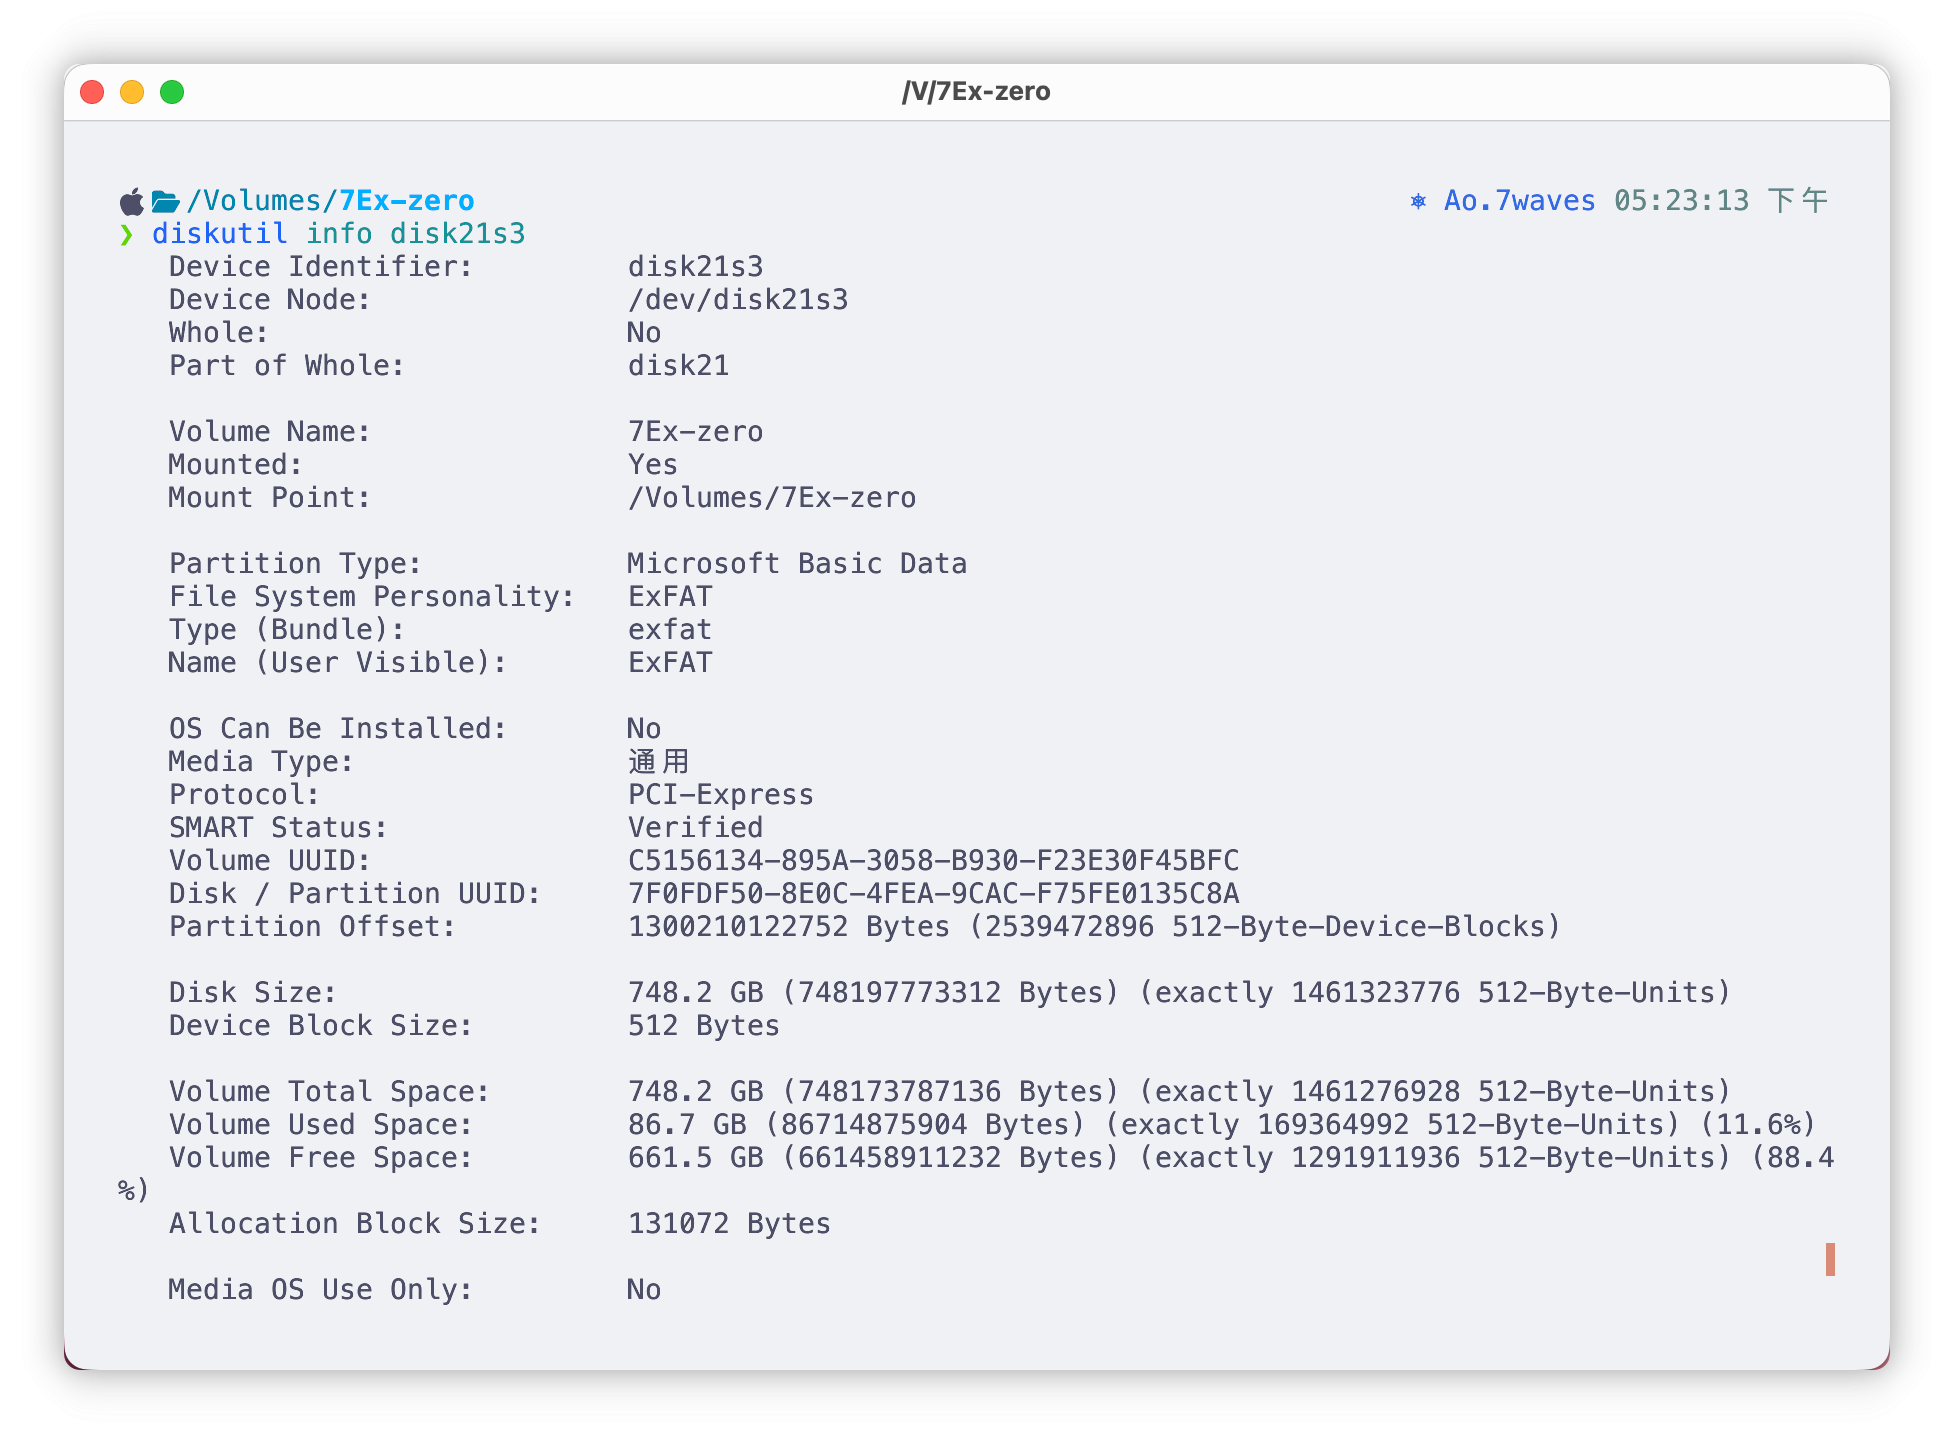 /V/7Ex-zero
/Volumes/7Ex-zero ⎈ Ao.7waves 05:23:13 下午
❯ diskutil info disk21s3
Device Identifier: disk21s3
Device Node: /dev/disk21s3
Whole: No
Part of Whole: disk21
Volume Name: 7Ex-zero
Mounted: Yes
Mount Point: /Volumes/7Ex-zero
Partition Type: Microsoft Basic Data
File System Personality: ExFAT
Type (Bundle): exfat
Name (User Visible): ExFAT
OS Can Be Installed: No
Media Type: 通用
Protocol: PCI-Express
SMART Status: Verified
Volume UUID: C5156134-895A-3058-B930-F23E30F45BFC
Disk / Partition UUID: 7F0FDF50-8E0C-4FEA-9CAC-F75FE0135C8A
Partition Offset: 1300210122752 Bytes (2539472896 512-Byte-Device-Blocks)
Disk Size: 748.2 GB (748197773312 Bytes) (exactly 1461323776 512-Byte-Units)
Device Block Size: 512 Bytes
Volume Total Space: 748.2 GB (748173787136 Bytes) (exactly 1461276928 512-Byte-Units)
Volume Used Space: 86.7 GB (86714875904 Bytes) (exactly 169364992 512-Byte-Units) (11.6%)
Volume Free Space: 661.5 GB (661458911232 Bytes) (exactly 1291911936 512-Byte-Units) (88.4
%)
Allocation Block Size: 131072 Bytes
Media OS Use Only: No